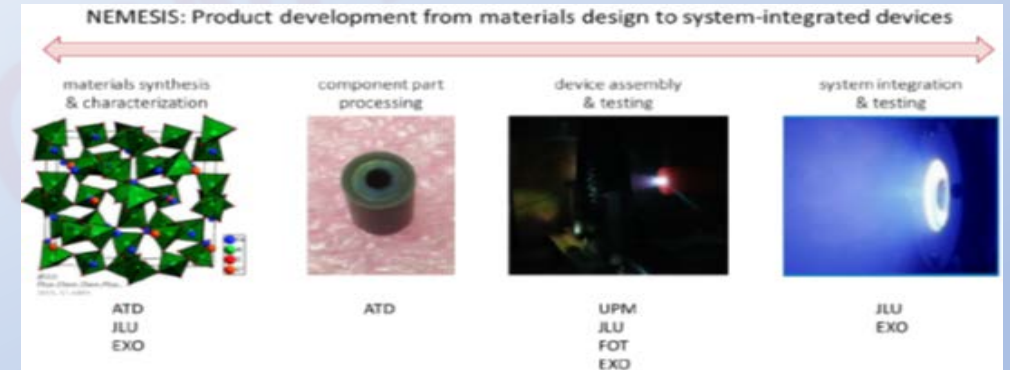 NEMESIS: Product development from materials design to system-integrated devices
materials synthesis
& characterization
component part
processing
device assembly
& testing
system integration
& testing
ATD
JLU
EXO
ATD
UPM
JLU
FOT
EXO
JLU
EXO